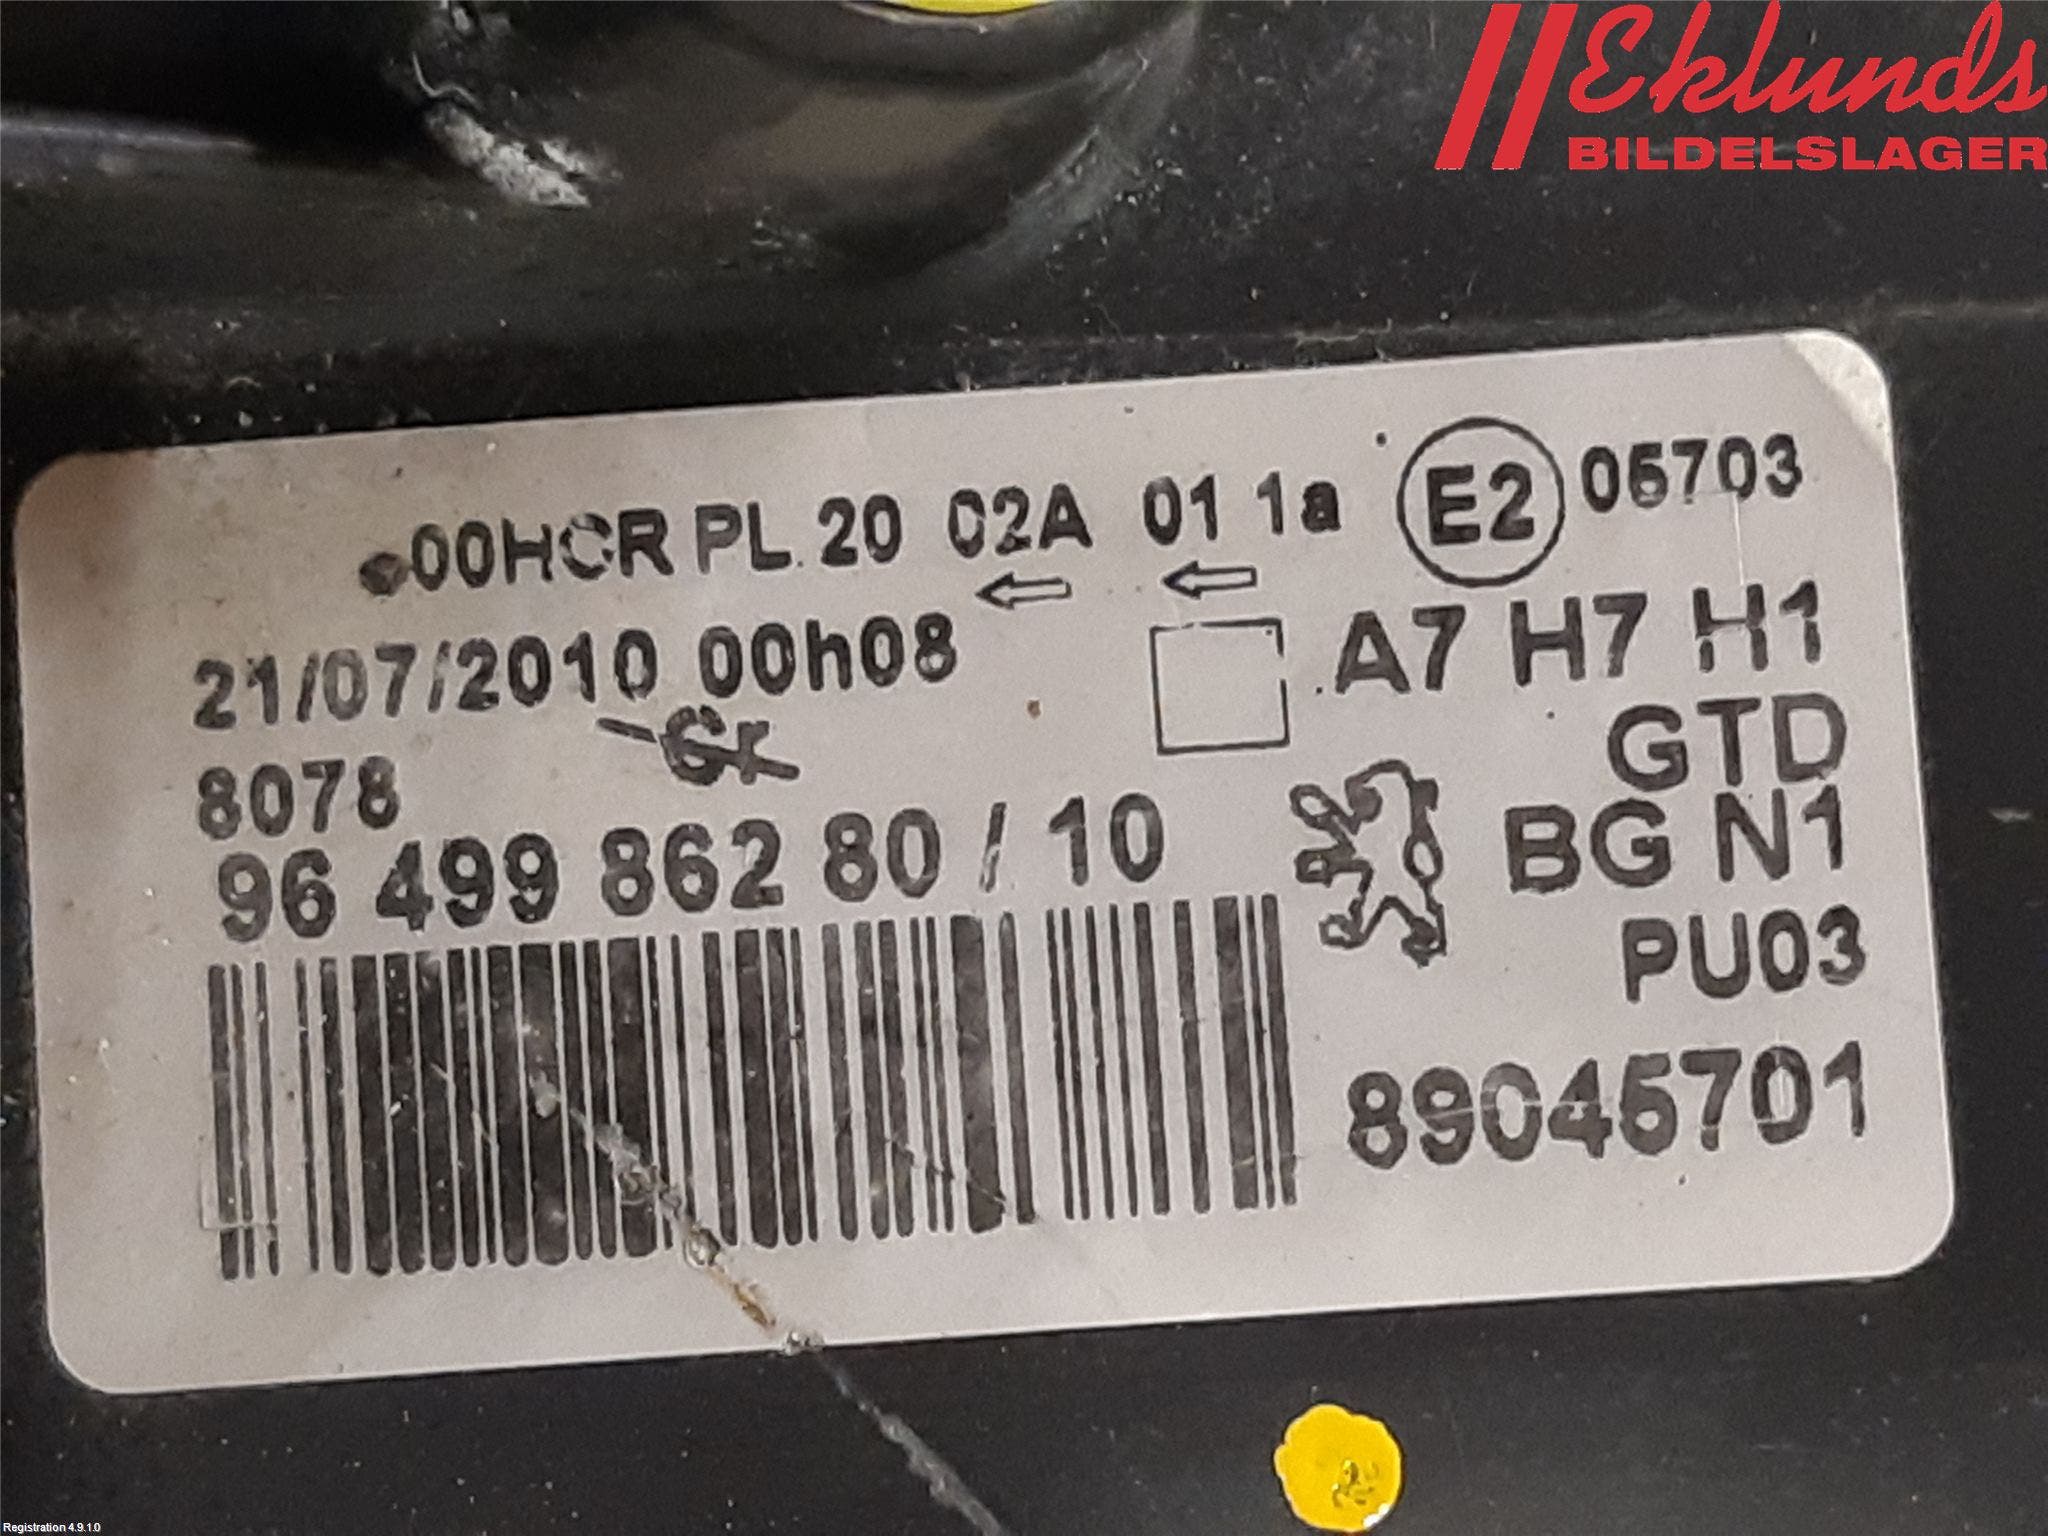 Eklunds
BILDELSLAGER
00HCR PL 20 02A 01 1a E2 05703
21/07/2010 00h08
A7 H7 H1
8078
GTD
96 499 862 80 / 10
BG N1
PU03
89045701
Registration 4.9.1.0